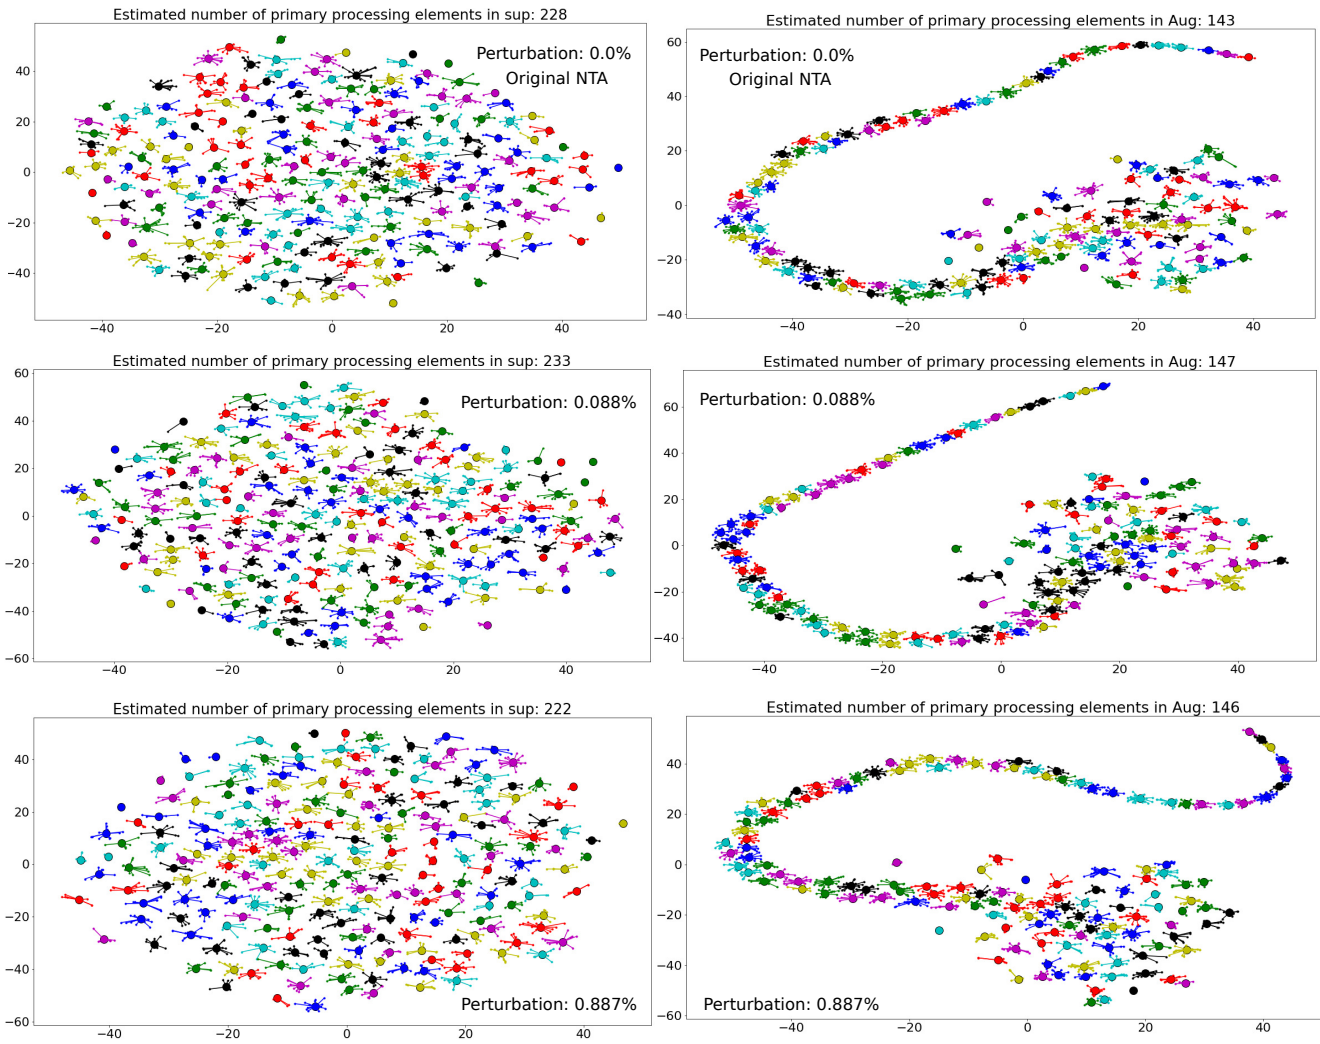 Estimated number of primary processing elements in sup: 228
Perturbation: 0.0%
Original NTA
40
20
0
−20
−40
−40 −20 0 20 40
Estimated number of primary processing elements in Aug: 143
Perturbation: 0.0%
Original NTA
60
40
20
0
−20
−40
−40 −20 0 20 40
Estimated number of primary processing elements in sup: 233
Perturbation: 0.088%
60
40
20
0
−20
−40
−60
−40 −20 0 20 40
Estimated number of primary processing elements in Aug: 147
Perturbation: 0.088%
60
40
20
0
−20
−40
−40 −20 0 20 40
Estimated number of primary processing elements in sup: 222
40
20
0
−20
−40
−60
Perturbation: 0.887%
−40 −20 0 20 40
Estimated number of primary processing elements in Aug: 146
40
20
0
−20
−40
−60
Perturbation: 0.887%
−40 −20 0 20 40